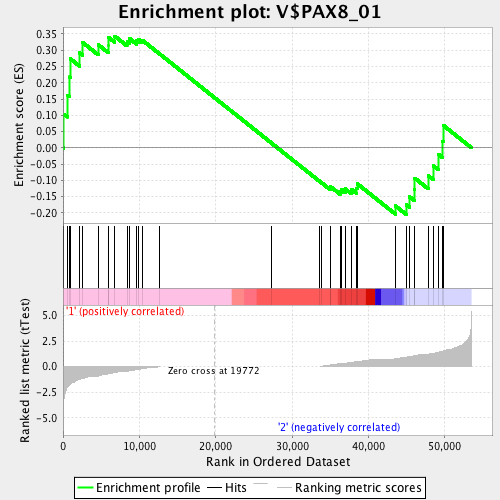 Enrichment plot: V$PAX8_01
Enrichment score (ES)
0.35
0.30
0.25
0.20
0.15
0.10
0.05
0.00
-0.05
-0.10
-0.15
-0.20
'1' (positively correlated)
Ranked list metric (tTest)
5.0
2.5
0.0
-2.5
-5.0
Zero cross at 19772
'2' (negatively correlated)
0 10,000 20,000 30,000 40,000 50,000
Rank in Ordered Dataset
Enrichment profile Hits Ranking metric scores